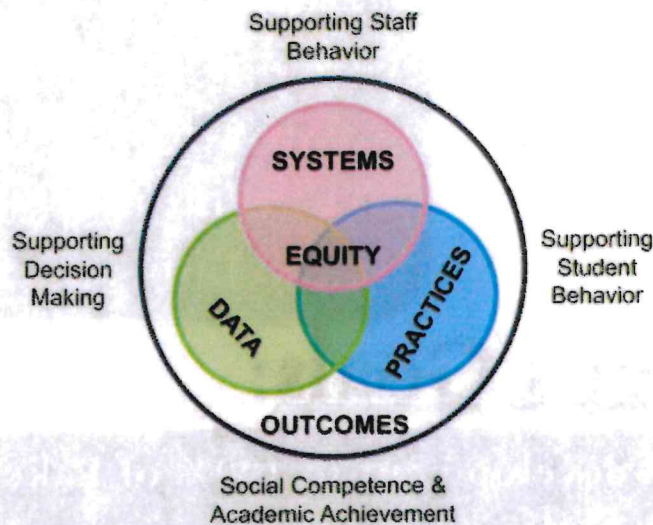 Supporting Staff
Behavior
SYSTEMS
Supporting
Decision
Making
EQUITY
Supporting
Student
Behavior
DATA
PRACTICES
OUTCOMES
Social Competence &
Academic Achievement